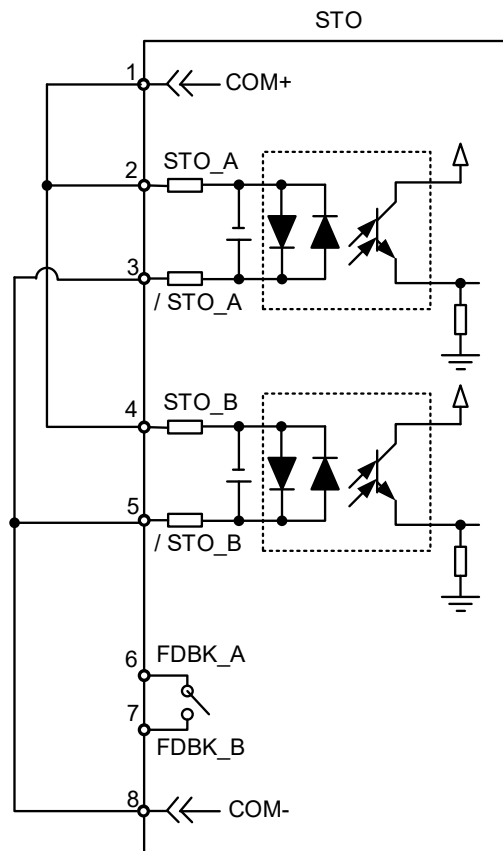 STO
1 COM+
2 STO_A
3 / STO_A
4 STO_B
5 / STO_B
6 FDBK_A
7 FDBK_B
8 COM-